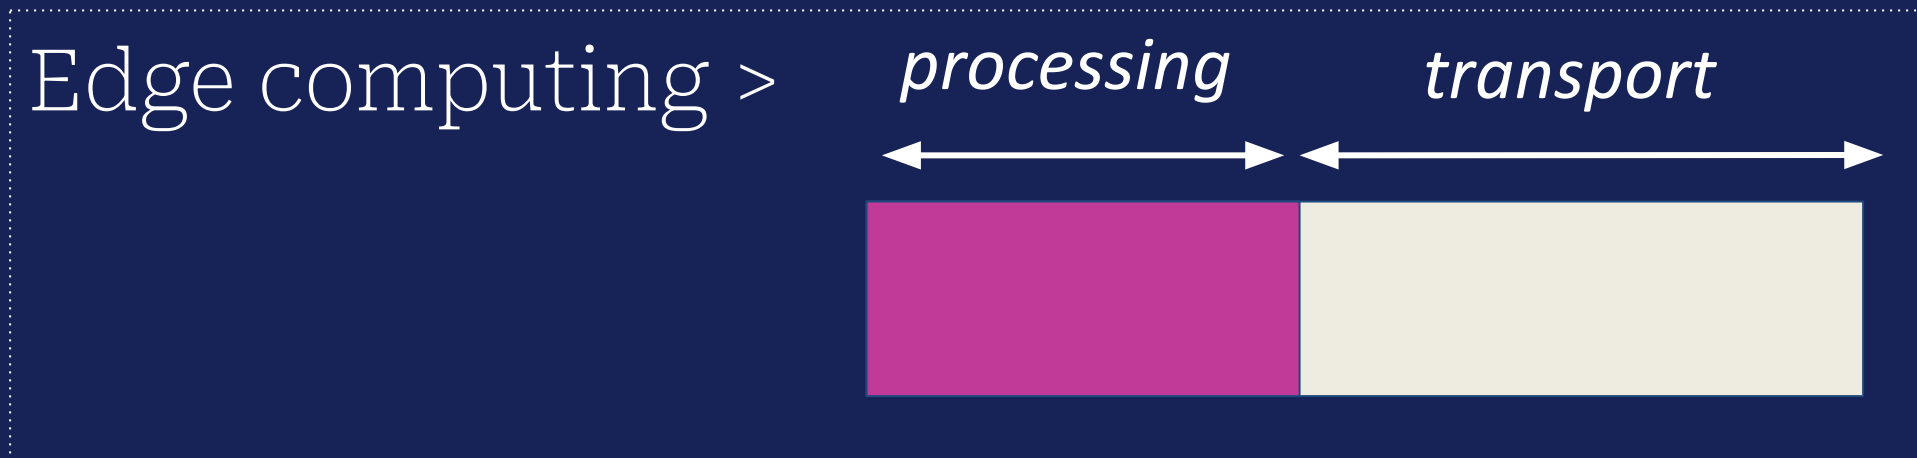 Edge computing >
processing
transport